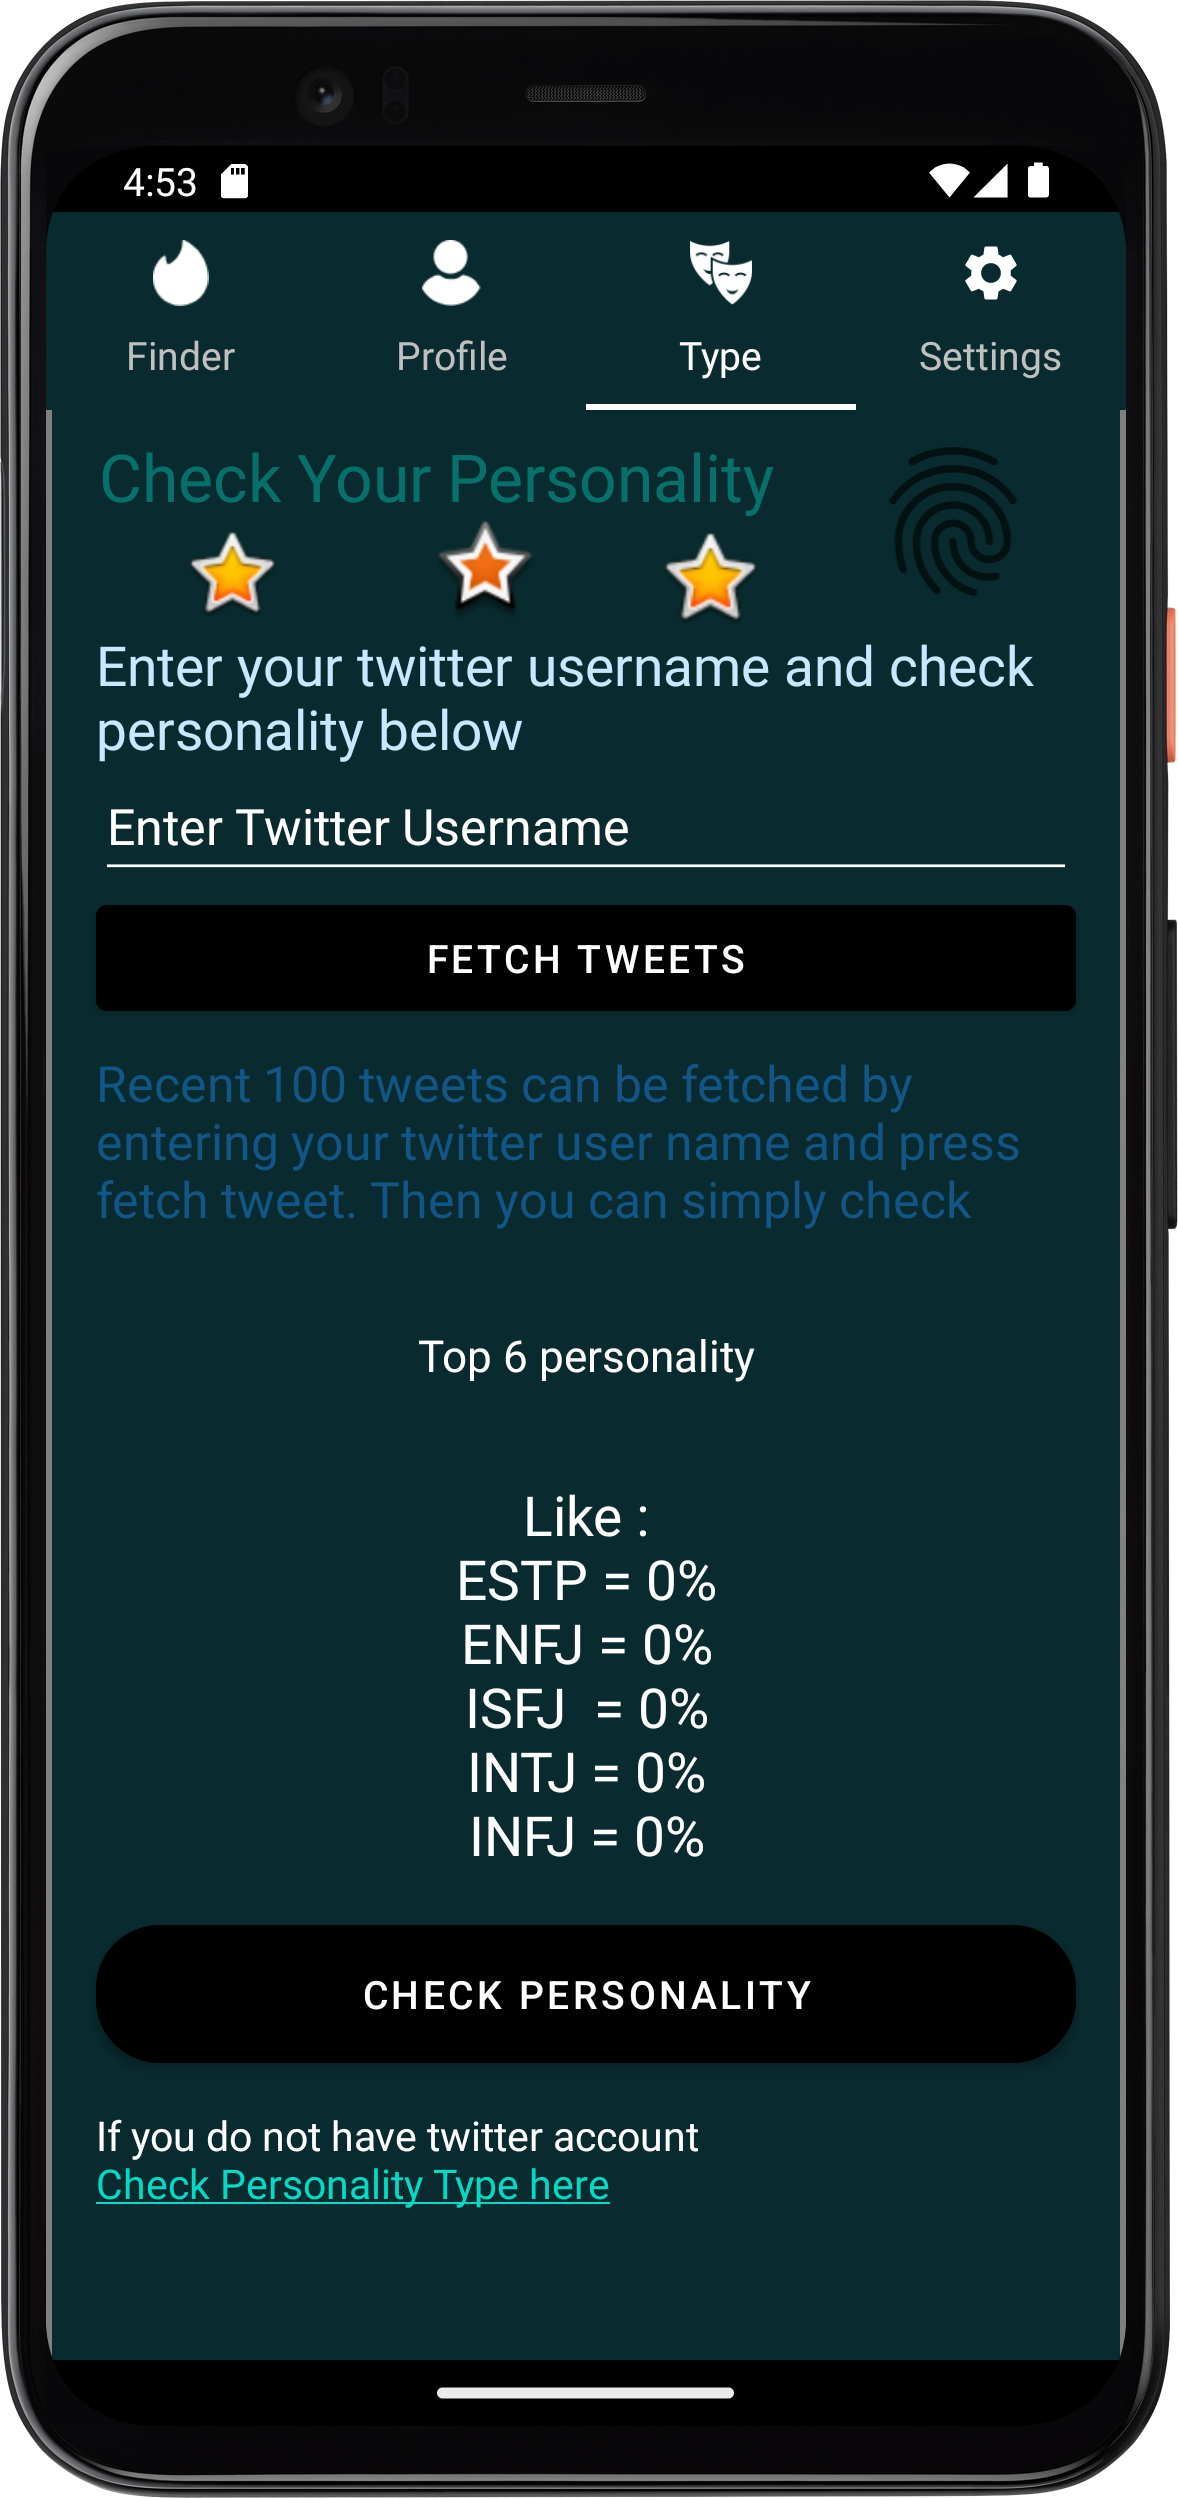 4:53
Finder Profile Type Settings
Check Your Personality
Enter your twitter username and check
personality below
Enter Twitter Username
FETCH TWEETS
Recent 100 tweets can be fetched by
entering your twitter user name and press
fetch tweet. Then you can simply check
Top 6 personality
Like :
ESTP = 0%
ENFJ = 0%
ISFJ  = 0%
INTJ = 0%
INFJ = 0%
CHECK PERSONALITY
If you do not have twitter account
Check Personality Type here